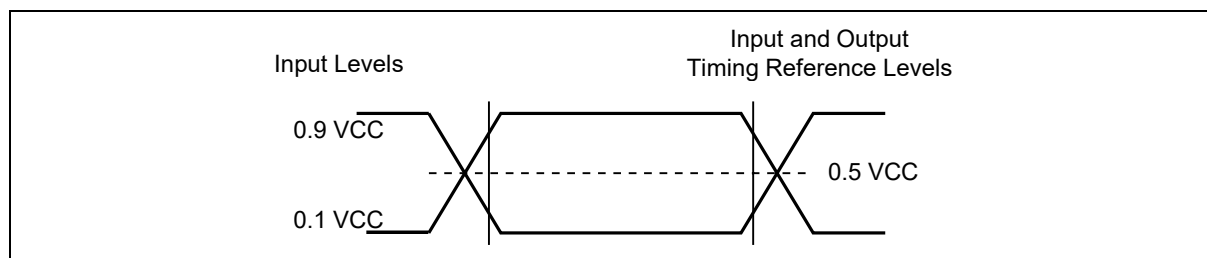 Input Levels
Input and Output
Timing Reference Levels
0.9 VCC
0.5 VCC
0.1 VCC